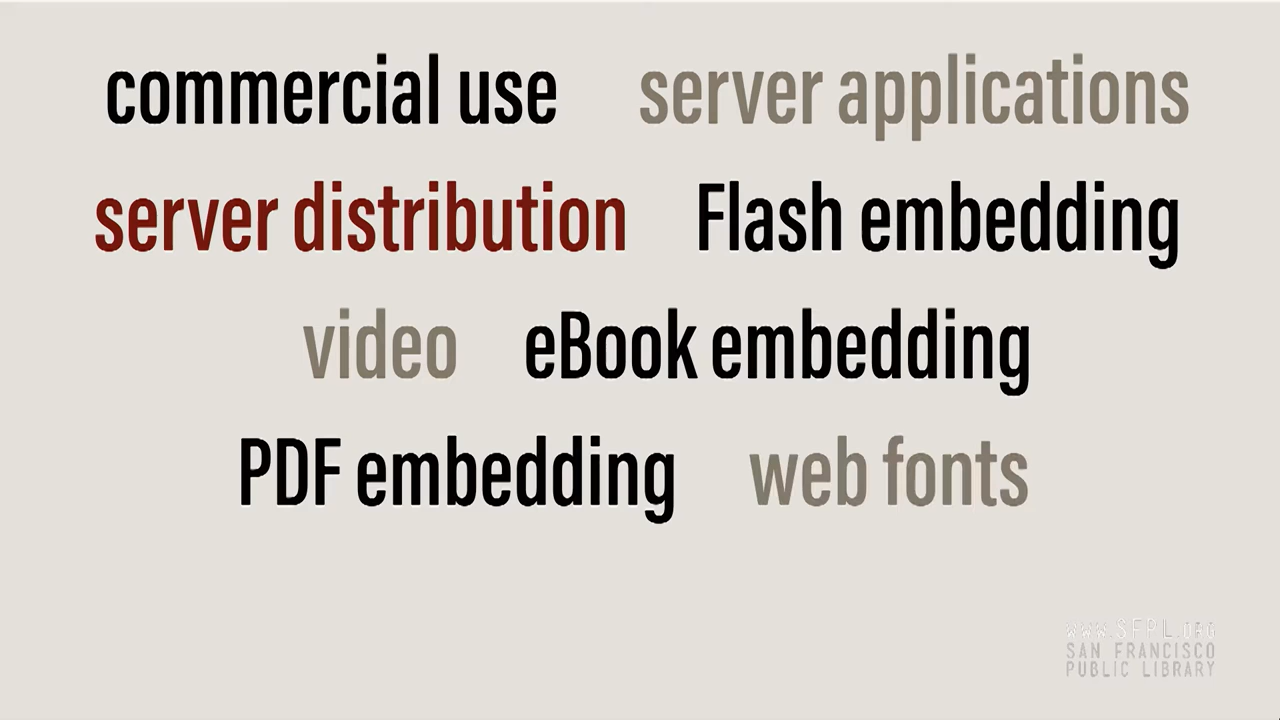 commercial use server applications
server distribution Flash embedding
video eBook embedding
PDF embedding web fonts
www.SFPL.ORG
SAN FRANCISCO
PUBLIC LIBRARY